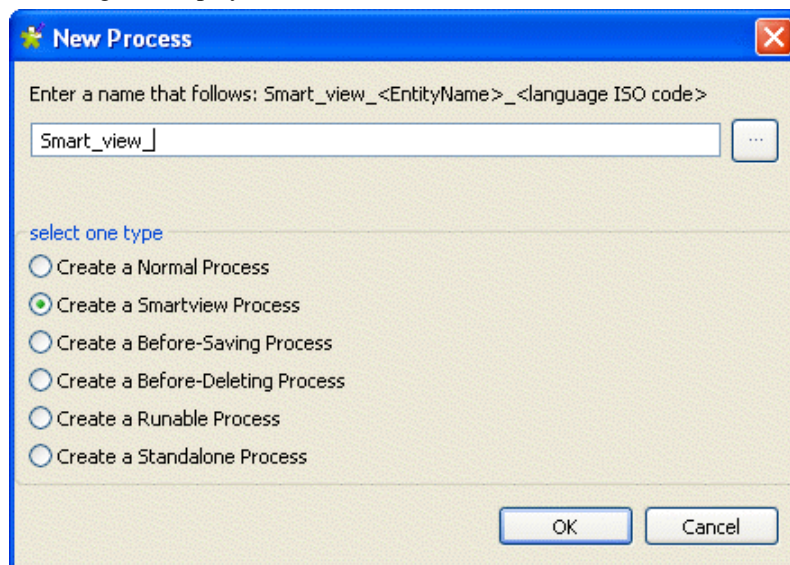 New Process
Enter a name that follows: Smart_view_<EntityName>_<language ISO code>
Smart_view_
...
select one type
Create a Normal Process
Create a Smartview Process
Create a Before-Saving Process
Create a Before-Deleting Process
Create a Runable Process
Create a Standalone Process
OK Cancel